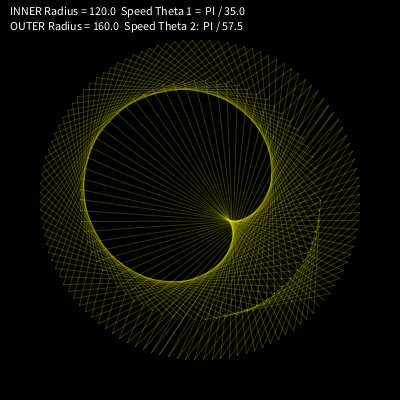 INNER Radius = 120.0  Speed Theta 1 =  PI / 35.0
OUTER Radius = 160.0  Speed Theta 2:  PI / 57.5